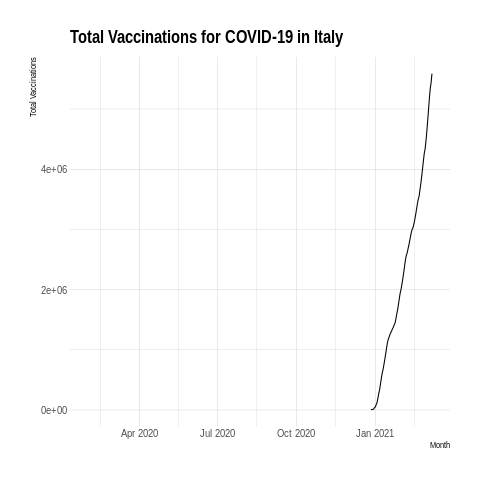 Total Vaccinations for COVID-19 in Italy
Total Vaccinations
4e+06
2e+06
0e+00
Apr 2020 Jul 2020 Oct 2020 Jan 2021
Month